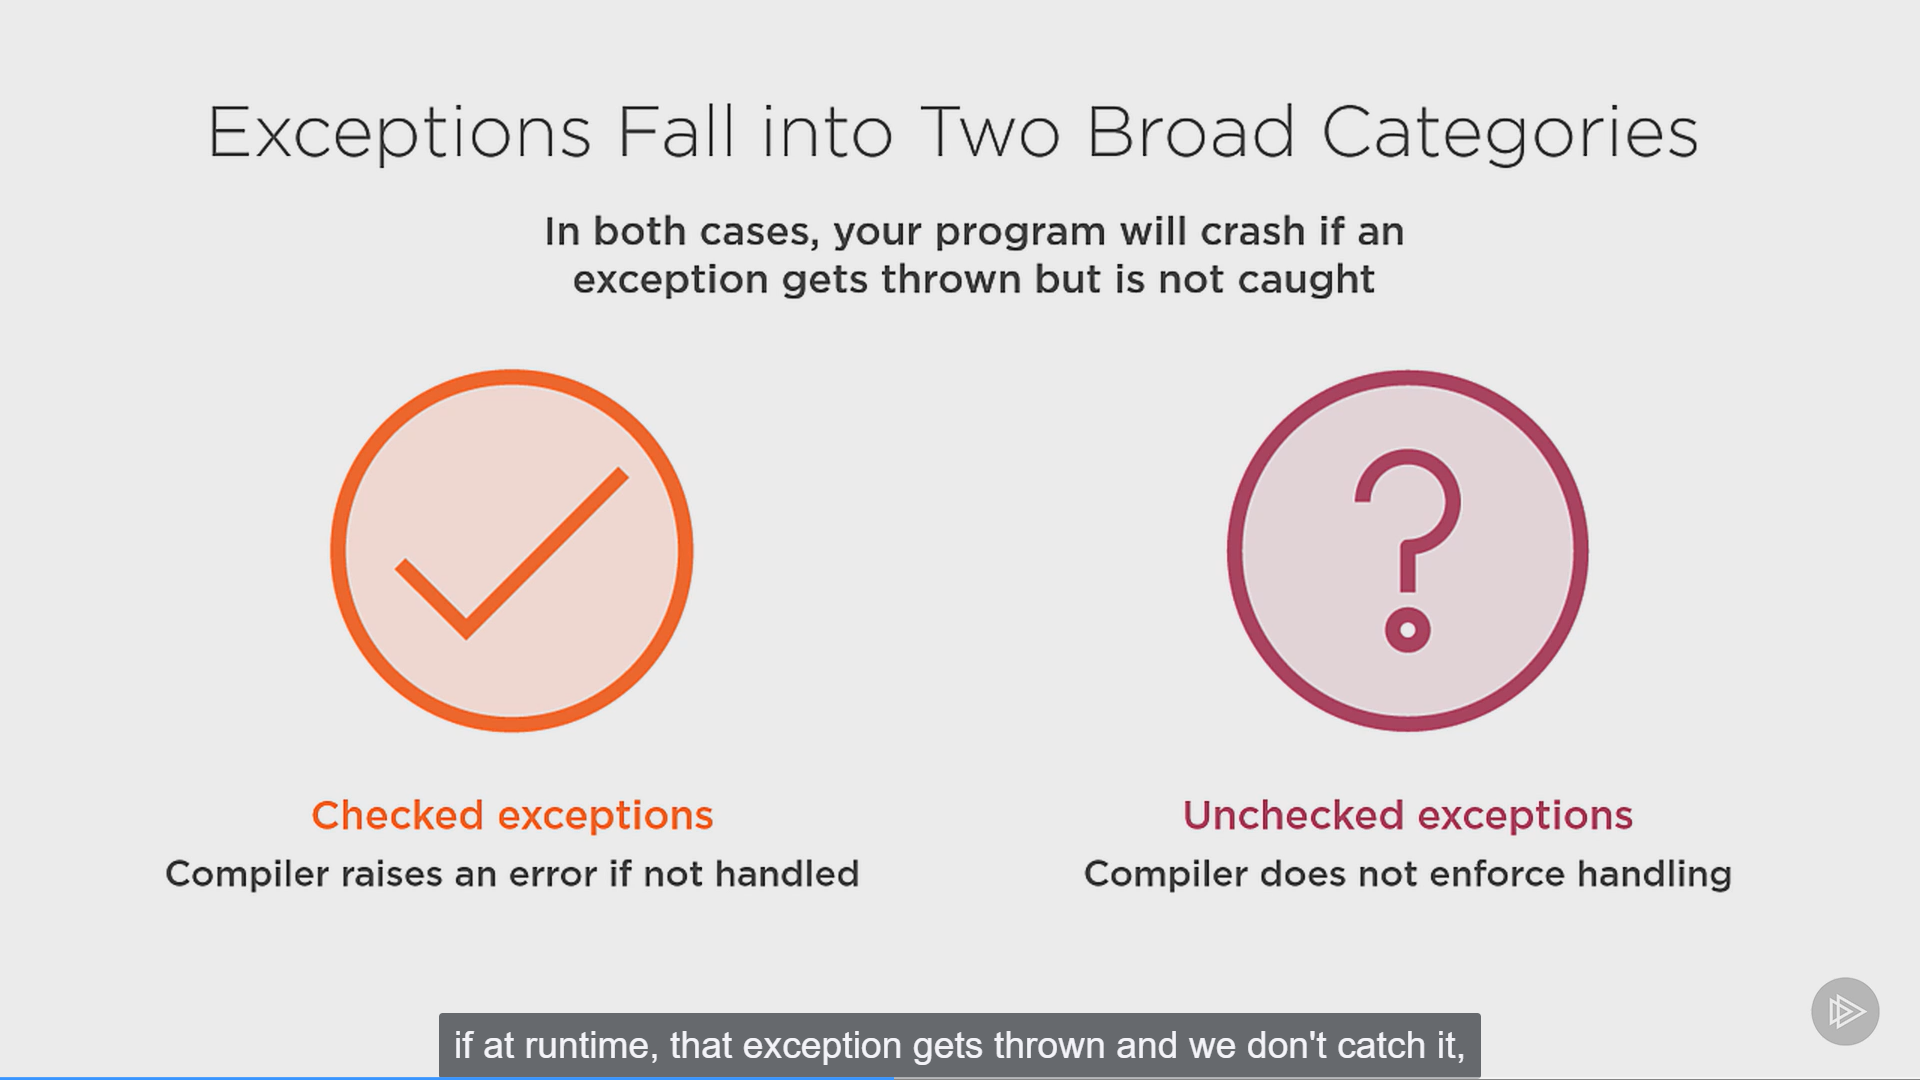 Exceptions Fall into Two Broad Categories
In both cases, your program will crash if an
exception gets thrown but is not caught
Checked exceptions
Compiler raises an error if not handled
Unchecked exceptions
Compiler does not enforce handling
if at runtime, that exception gets thrown and we don't catch it,